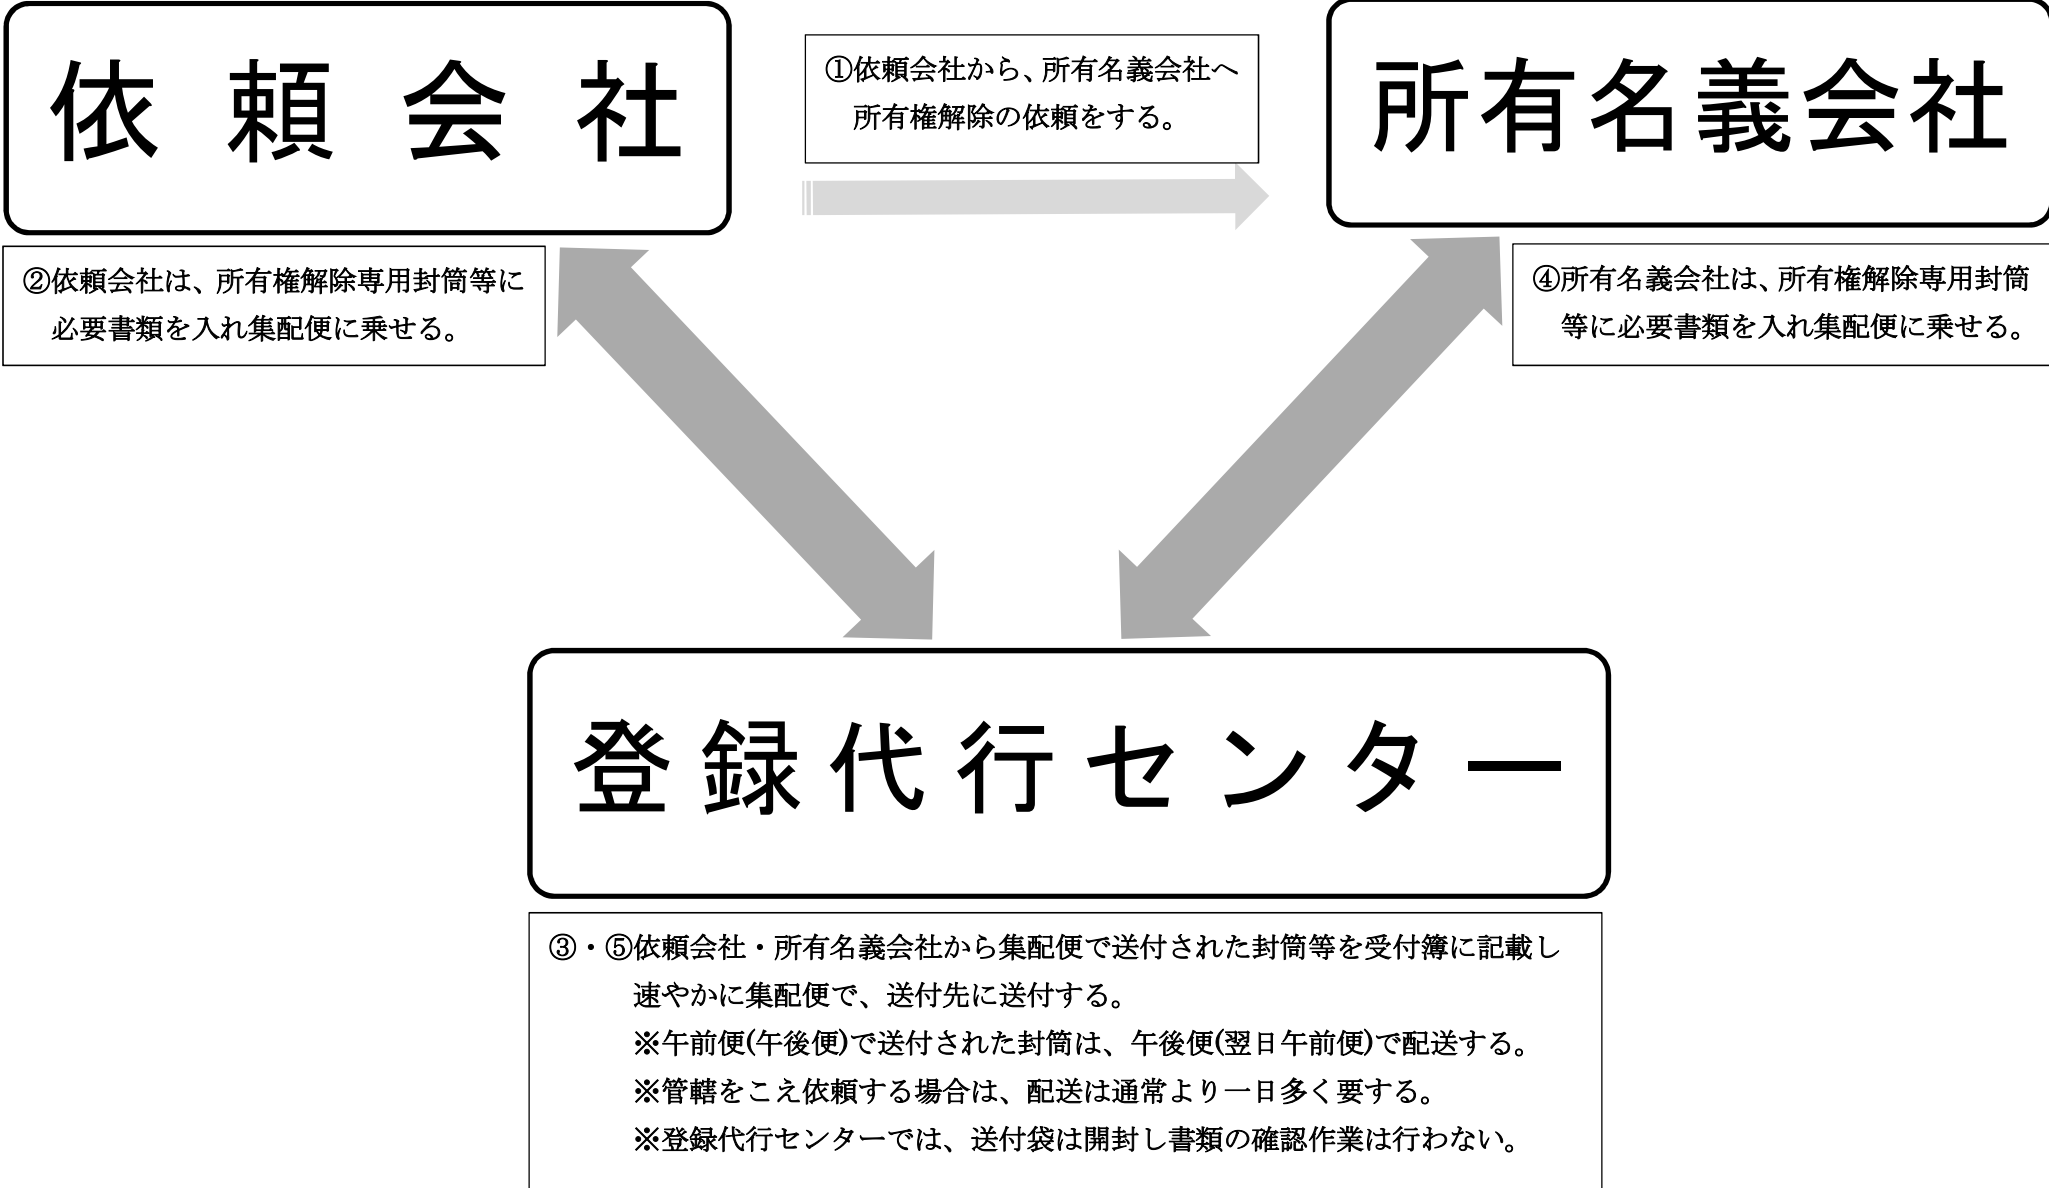 依頼会社
①依頼会社から、所有名義会社へ
所有権解除の依頼をする。
所有名義会社
②依頼会社は、所有権解除専用封筒等に
必要書類を入れ集配便に乗せる。
④所有名義会社は、所有権解除専用封筒
等に必要書類を入れ集配便に乗せる。
登録代行センター
③・⑤依頼会社・所有名義会社から集配便で送付された封筒等を受付簿に記載し
速やかに集配便で、送付先に送付する。
※午前便(午後便)で送付された封筒は、午後便(翌日午前便)で配送する。
※管轄をこえ依頼する場合は、配送は通常より一日多く要する。
※登録代行センターでは、送付袋は開封し書類の確認作業は行わない。